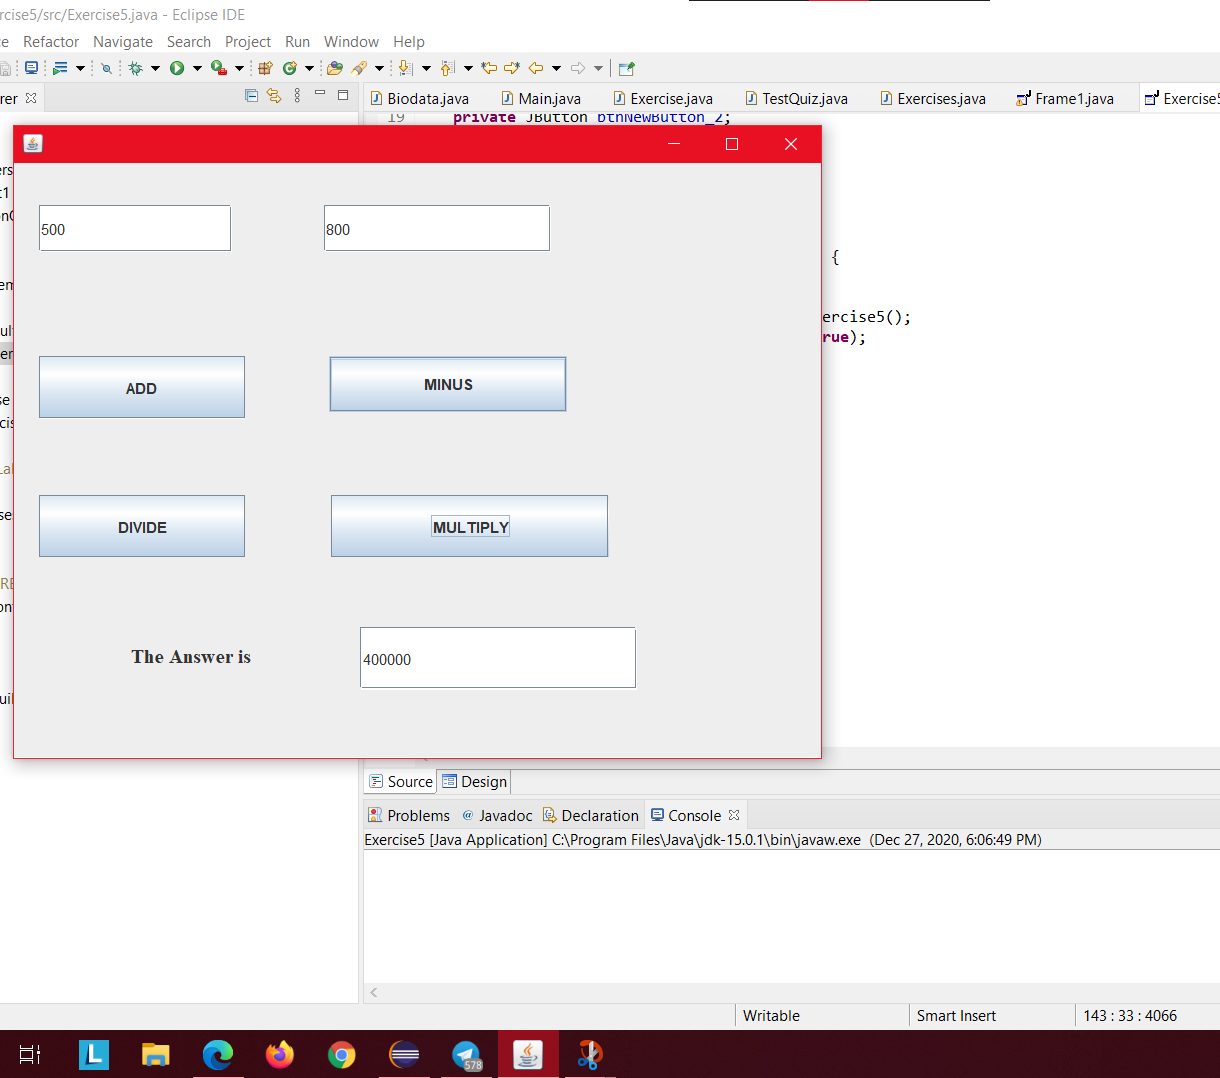 rcise5/src/Exercise5.java - Eclipse IDE
ce Refactor Navigate Search Project Run Window Help
rer
Biodata.java Main.java Exercise.java TestQuiz.java Exercises.java Frame1.java Exercise5
19 private JButton btnNewButton_2;
500 800
{
ercise5();
rue);
ADD MINUS
DIVIDE MULTIPLY
The Answer is 400000
Source Design
Problems @ Javadoc Declaration Console
Exercise5 [Java Application] C:\Program Files\Java\jdk-15.0.1\bin\javaw.exe (Dec 27, 2020, 6:06:49 PM)
Writable Smart Insert 143 : 33 : 4066
L 578